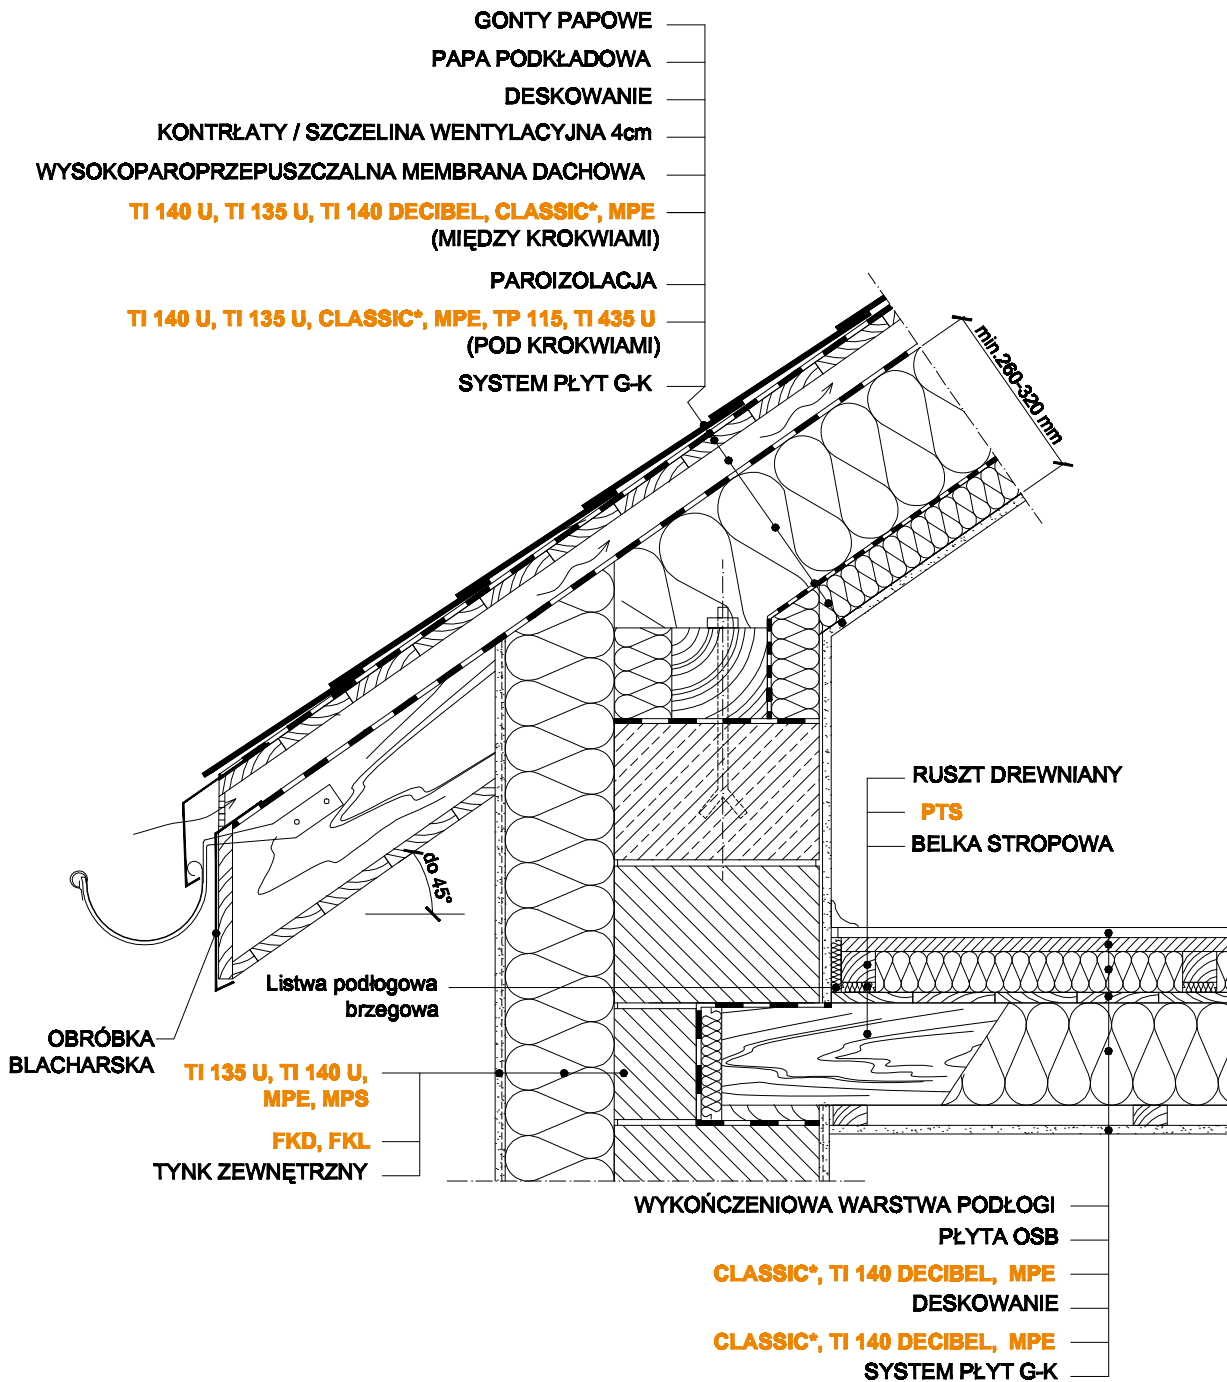 GONTY PAPOWE
PAPA PODKŁADOWA
DESKOWANIE
KONTRŁATY / SZCZELINA WENTYLACYJNA 4cm
WYSOKOPAROPRZEPUSZCZALNA MEMBRANA DACHOWA
TI 140 U, TI 135 U, TI 140 DECIBEL, CLASSIC*, MPE
(MIĘDZY KROKWIAMI)
PAROIZOLACJA
TI 140 U, TI 135 U, CLASSIC*, MPE, TP 115, TI 435 U
(POD KROKWIAMI)
SYSTEM PŁYT G-K
min.260-320 mm
RUSZT DREWNIANY
PTS
BELKA STROPOWA
do 45°
Listwa podłogowa
brzegowa
OBRÓBKA
BLACHARSKA
TI 135 U, TI 140 U,
MPE, MPS
FKD, FKL
TYNK ZEWNĘTRZNY
WYKOŃCZENIOWA WARSTWA PODŁOGI
PŁYTA OSB
CLASSIC*, TI 140 DECIBEL, MPE
DESKOWANIE
CLASSIC*, TI 140 DECIBEL, MPE
SYSTEM PŁYT G-K